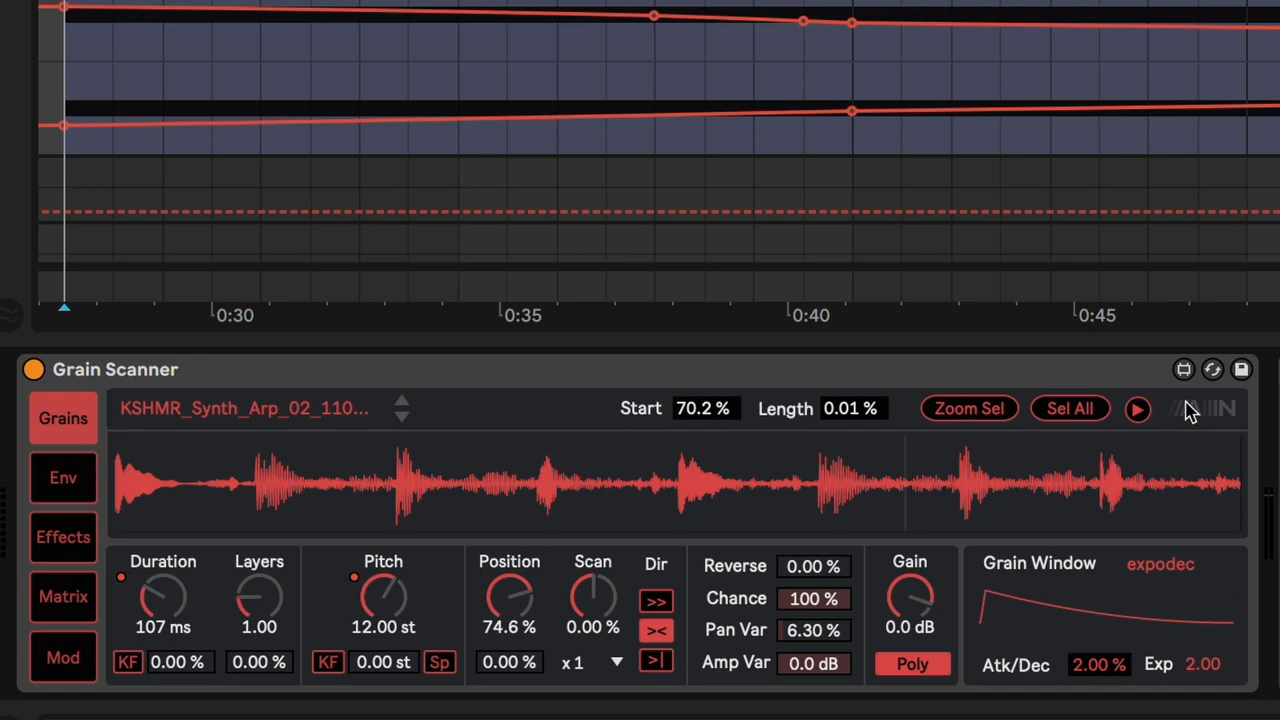 0:30 0:35 0:40 0:45
Grain Scanner
Grains KSHMR_Synth_Arp_02_110... Start 70.2 % Length 0.01 % Zoom Sel Sel All
Env
Effects
Matrix
Mod
Duration Layers Pitch Position Scan Dir
107 ms 1.00 12.00 st 74.6 % 0.00 %
>>
><
>|
KF 0.00 % 0.00 % KF 0.00 st Sp 0.00 % x 1
Reverse 0.00 %
Chance 100 %
Pan Var 6.30 %
Amp Var 0.0 dB
Gain
0.0 dB
Poly
Grain Window expodec
Atk/Dec 2.00 % Exp 2.00